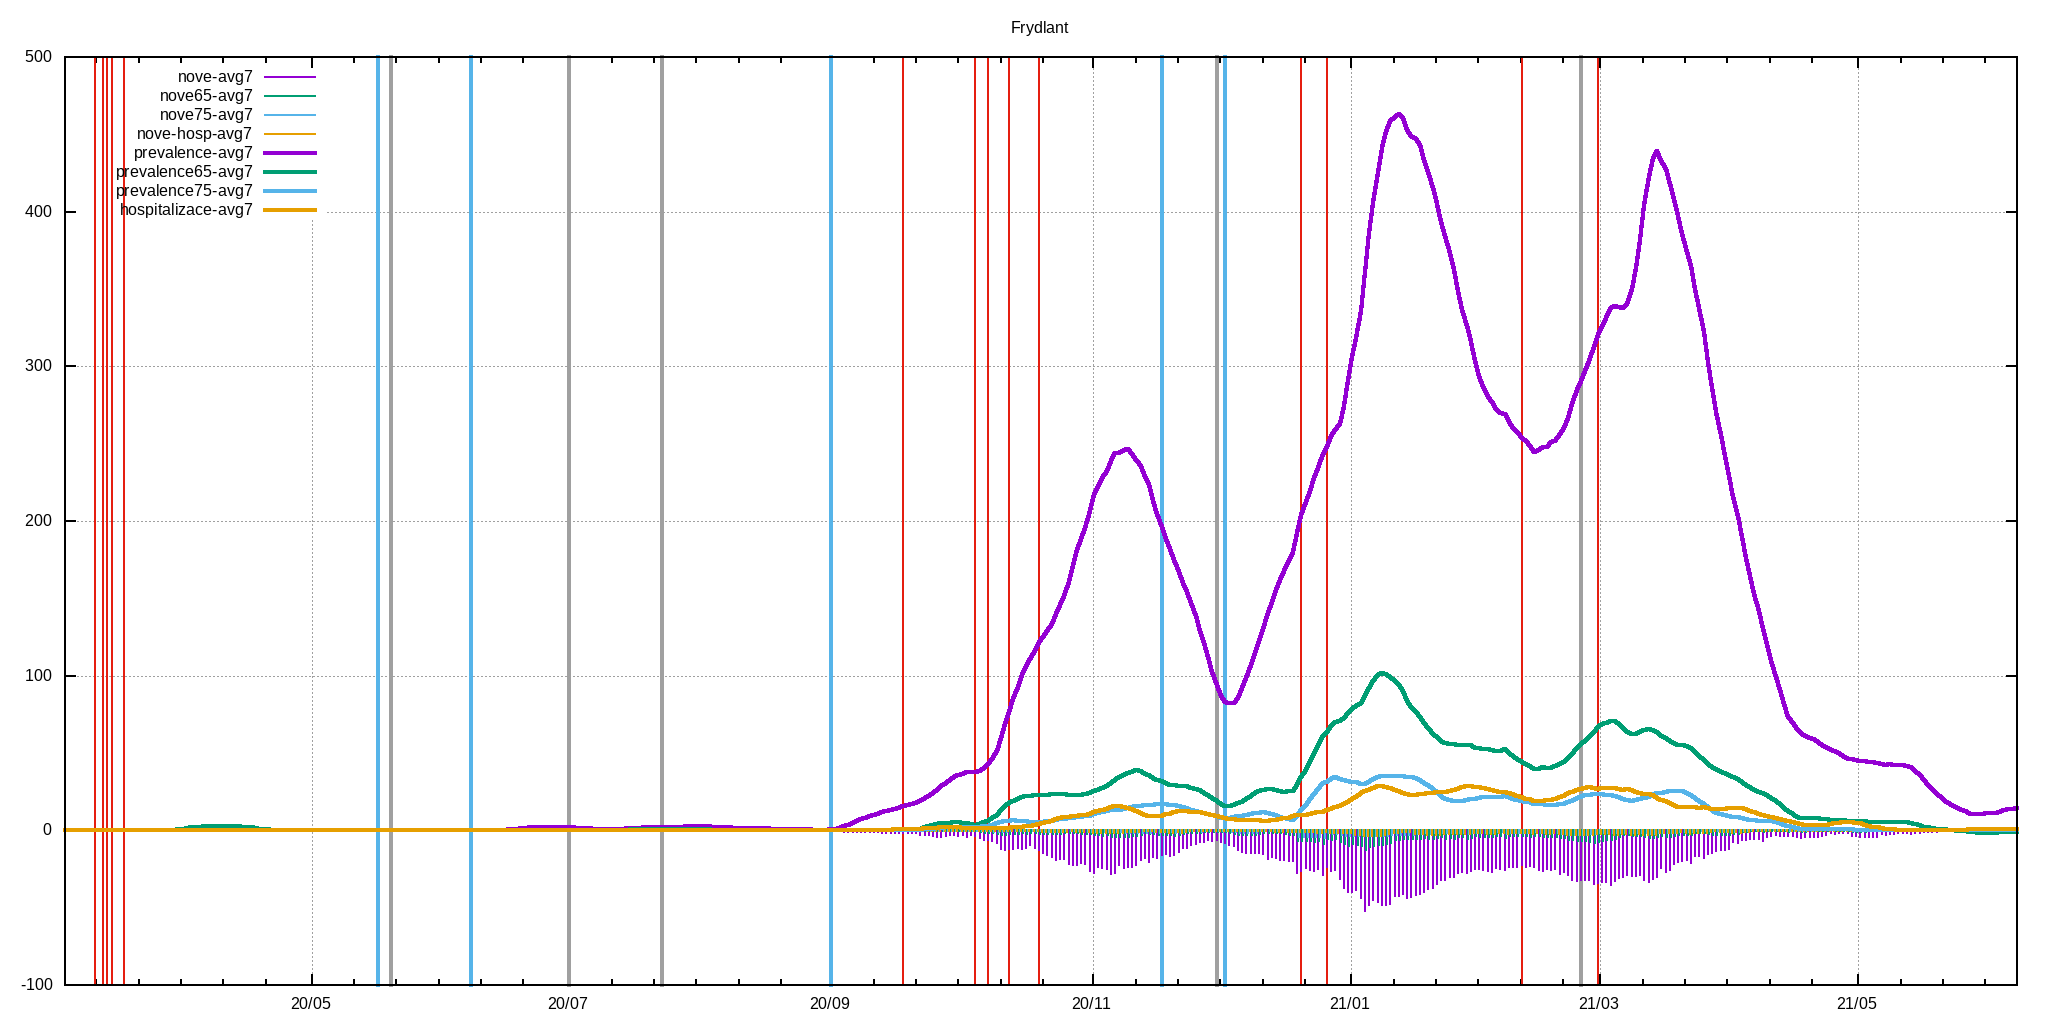 Frydlant
500
400
300
200
100
0
-100
nove-avg7
nove65-avg7
nove75-avg7
nove-hosp-avg7
prevalence-avg7
prevalence65-avg7
prevalence75-avg7
hospitalizace-avg7
20/05 20/07 20/09 20/11 21/01 21/03 21/05